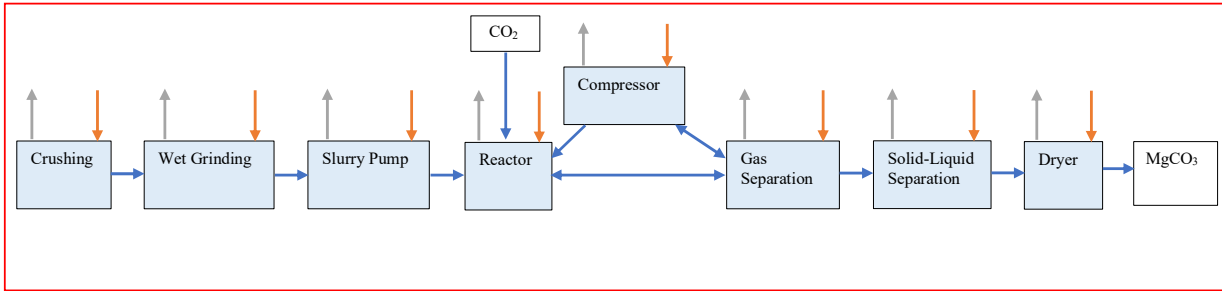 CO₂
Compressor
Crushing
Wet Grinding
Slurry Pump
Reactor
Gas
Separation
Solid-Liquid
Separation
Dryer
MgCO₃